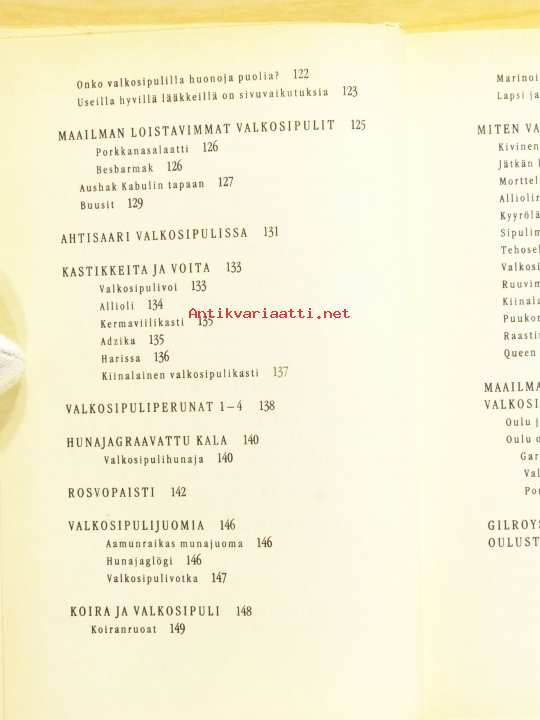 Onko valkosipulilla huonoja puolia? 122
Useilla hyvillä lääkkeillä on sivuvaikutuksia 123
MAAILMAN LOISTAVIMMAT VALKOSIPULIT 125
Porkkanasalaatti 126
Besbarmak 126
Aushak Kabulin tapaan 127
Buusit 129
AHTISAARI VALKOSIPULISSA 131
KASTIKKEITA JA VOITA 133
Valkosipulivoi 133
Allioli 134
Kermaviilikasti 135
Adzika 135
Harissa 136
Kiinalainen valkosipulikasti 137
VALKOSIPULIPERUNAT 1–4 138
HUNAJAGRAAVATTU KALA 140
Valkosipulihunaja 140
ROSVOPAISTI 142
VALKOSIPULIJUOMIA 146
Aamunraikas munajuoma 146
Hunajaglögi 146
Valkosipulivotka 147
KOIRA JA VALKOSIPULI 148
Koiranruoat 149
Antikvariaatti.net
Marinoi
Lapsi ja
MITEN VA
Kivinen
Jätkän
Morttel
Alliolin
Kyyrölä
Sipulim
Tehosek
Valkosi
Ruuvim
Kiinala
Puukon
Raastin
Queen
MAAILMA
VALKOSI
Oulu j
Oulu o
Gar
Val
Por
GILROYS
OULUST